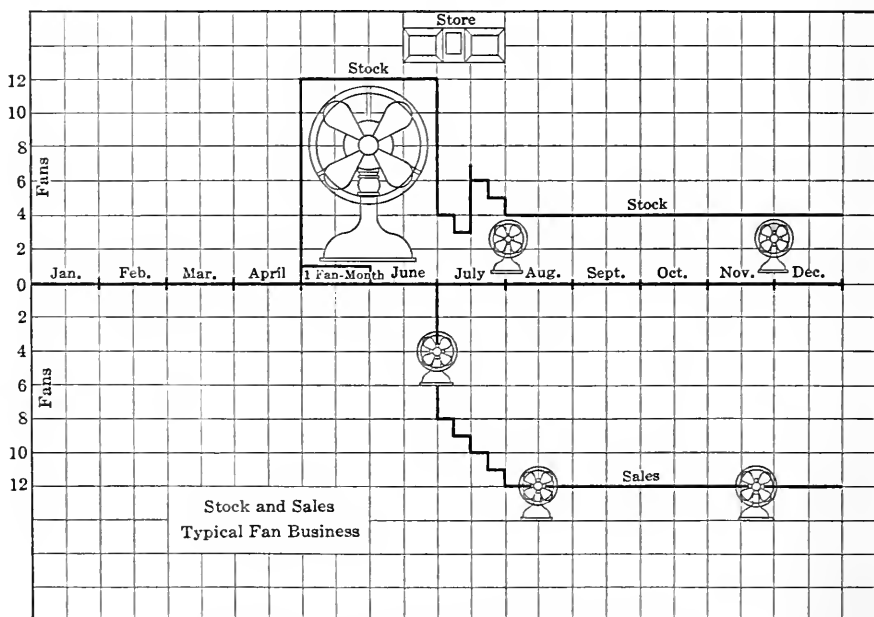 Store
Stock
12
10
8
6
4
2
Fans
Stock
Jan. Feb. Mar. April 1 Fan-Month June July Aug. Sept. Oct. Nov. Dec.
0
2
4
6
8
10
12
Fans
Sales
Stock and Sales
Typical Fan Business